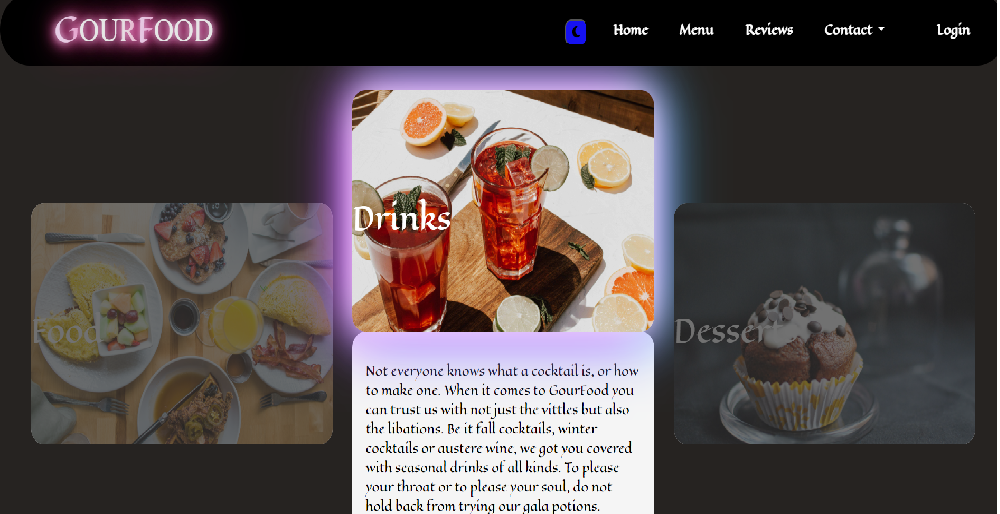 GOURFOOD
Home Menu Reviews Contact Login
Drinks
Food
Dessert
Not everyone knows what a cocktail is, or how
to make one. When it comes to GourFood you
can trust us with not just the vittles but also
the libations. Be it fall cocktails, winter
cocktails or austere wine, we got you covered
with seasonal drinks of all kinds. To please
your throat or to please your soul, do not
hold back from trying our gala potions.